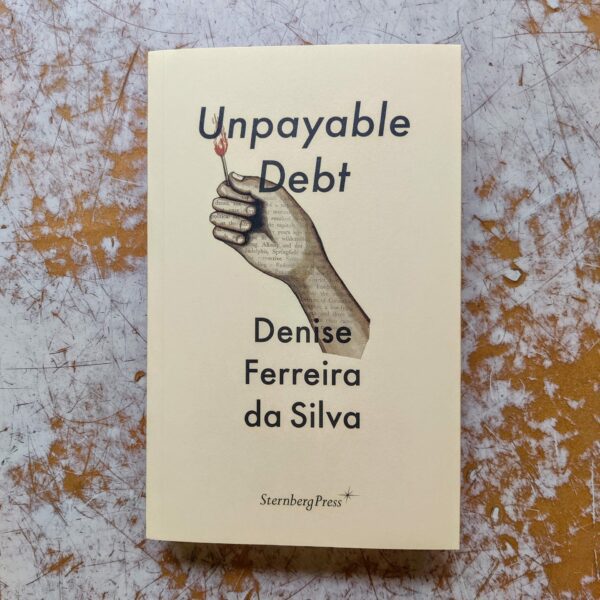 Unpayable
Debt
Denise
Ferreira
da Silva
SternbergPress